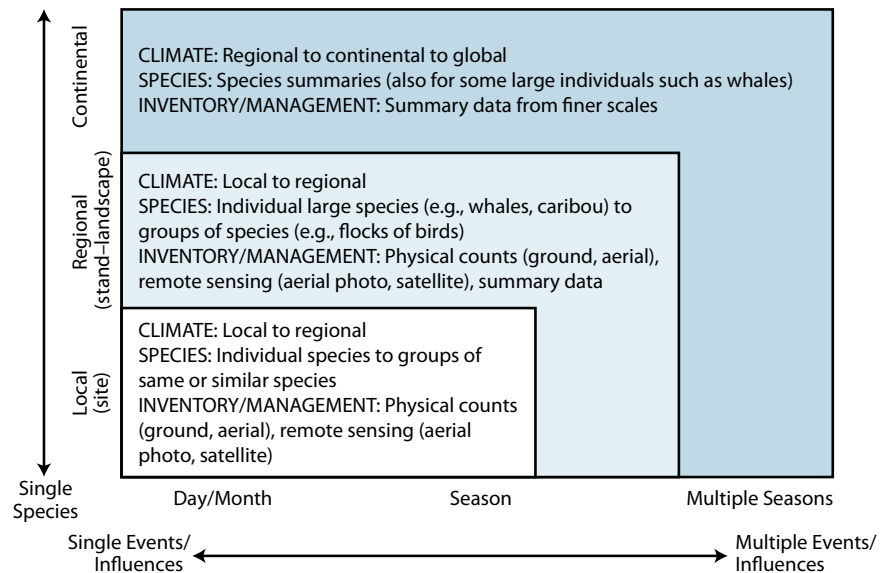 Continental
CLIMATE: Regional to continental to global
SPECIES: Species summaries (also for some large individuals such as whales)
INVENTORY/MANAGEMENT: Summary data from finer scales
Regional
(stand–landscape)
CLIMATE: Local to regional
SPECIES: Individual large species (e.g., whales, caribou) to
groups of species (e.g., flocks of birds)
INVENTORY/MANAGEMENT: Physical counts (ground, aerial),
remote sensing (aerial photo, satellite), summary data
Local
(site)
CLIMATE: Local to regional
SPECIES: Individual species to groups of
same or similar species
INVENTORY/MANAGEMENT: Physical counts
(ground, aerial), remote sensing (aerial
photo, satellite)
Single
Species
Day/Month
Season
Multiple Seasons
Single Events/
Influences
Multiple Events/
Influences